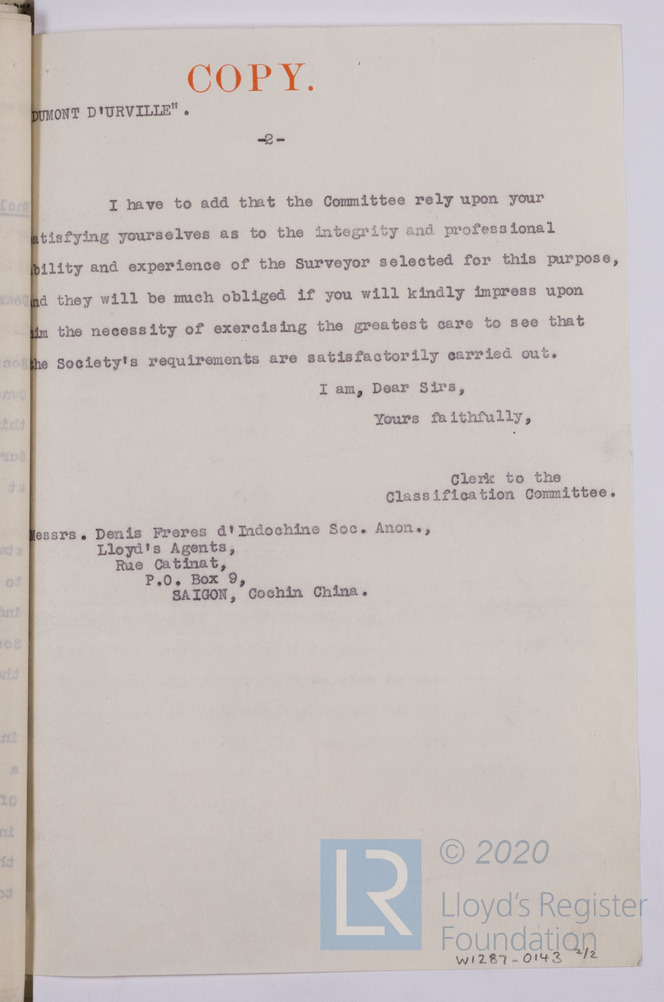 COPY.
DUMONT D'URVILLE".
-2-
I have to add that the Committee rely upon your
atisfying yourselves as to the integrity and professional
bility and experience of the Surveyor selected for this purpose,
nd they will be much obliged if you will kindly impress upon
im the necessity of exercising the greatest care to see that
the Society's requirements are satisfactorily carried out.
I am, Dear Sirs,
Yours faithfully,
Clerk to the
Classification Committee.
Messrs. Denis Freres d'Indochine Soc. Anon.,
Lloyd's Agents,
Rue Catinat,
P.O. Box 9,
SAIGON, Cochin China.
LR
© 2020
Lloyd's Register
Foundation
W1287-0143 2/2